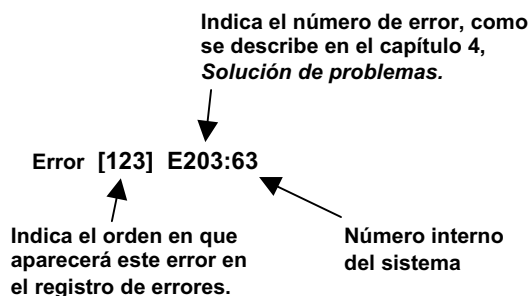 Indica el número de error, como
se describe en el capítulo 4,
Solución de problemas.
Error [123] E203:63
Indica el orden en que
aparecerá este error en
el registro de errores.
Número interno
del sistema